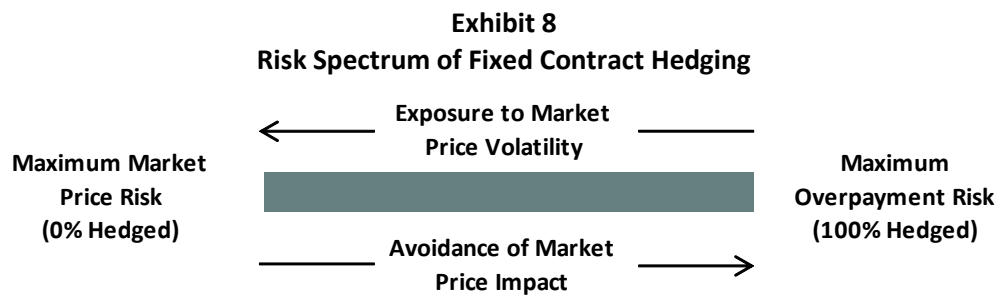 Exhibit 8
Risk Spectrum of Fixed Contract Hedging
Exposure to Market
Price Volatility
Maximum Market
Price Risk
(0% Hedged)
Maximum
Overpayment Risk
(100% Hedged)
Avoidance of Market
Price Impact